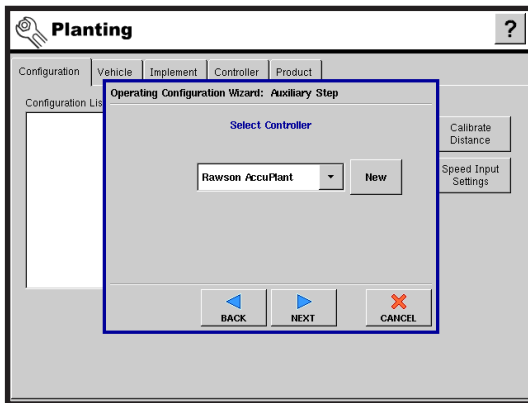 Planting
?
Configuration
Vehicle
Implement
Controller
Product
Configuration Lis
Operating Configuration Wizard: Auxiliary Step
Select Controller
Rawson AccuPlant
New
Calibrate
Distance
Speed Input
Settings
BACK
NEXT
CANCEL